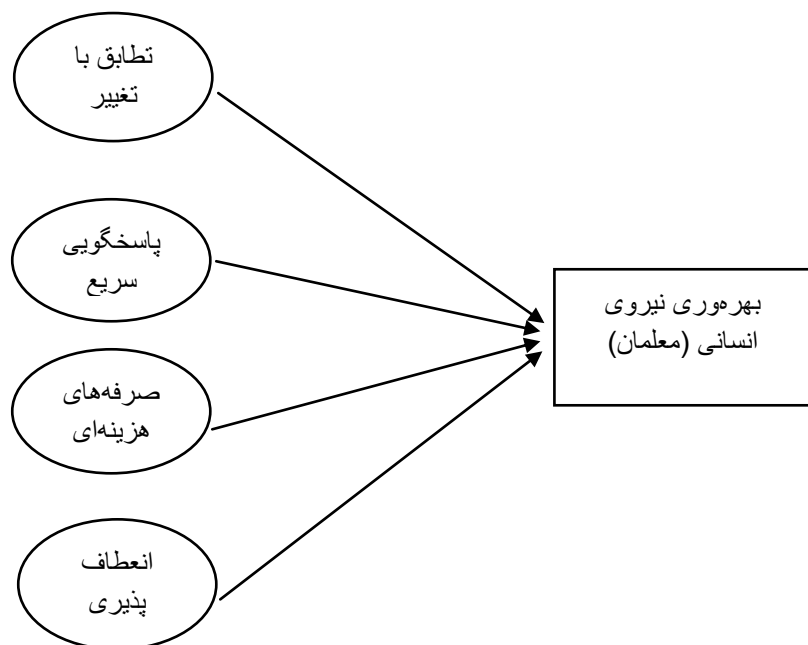 تطابق با
تغییر
پاسخگویی
سریع
بهره‌وری نیروی
انسانی (معلمان)
صرفه‌های
هزینه‌ای
انعطاف
پذیری